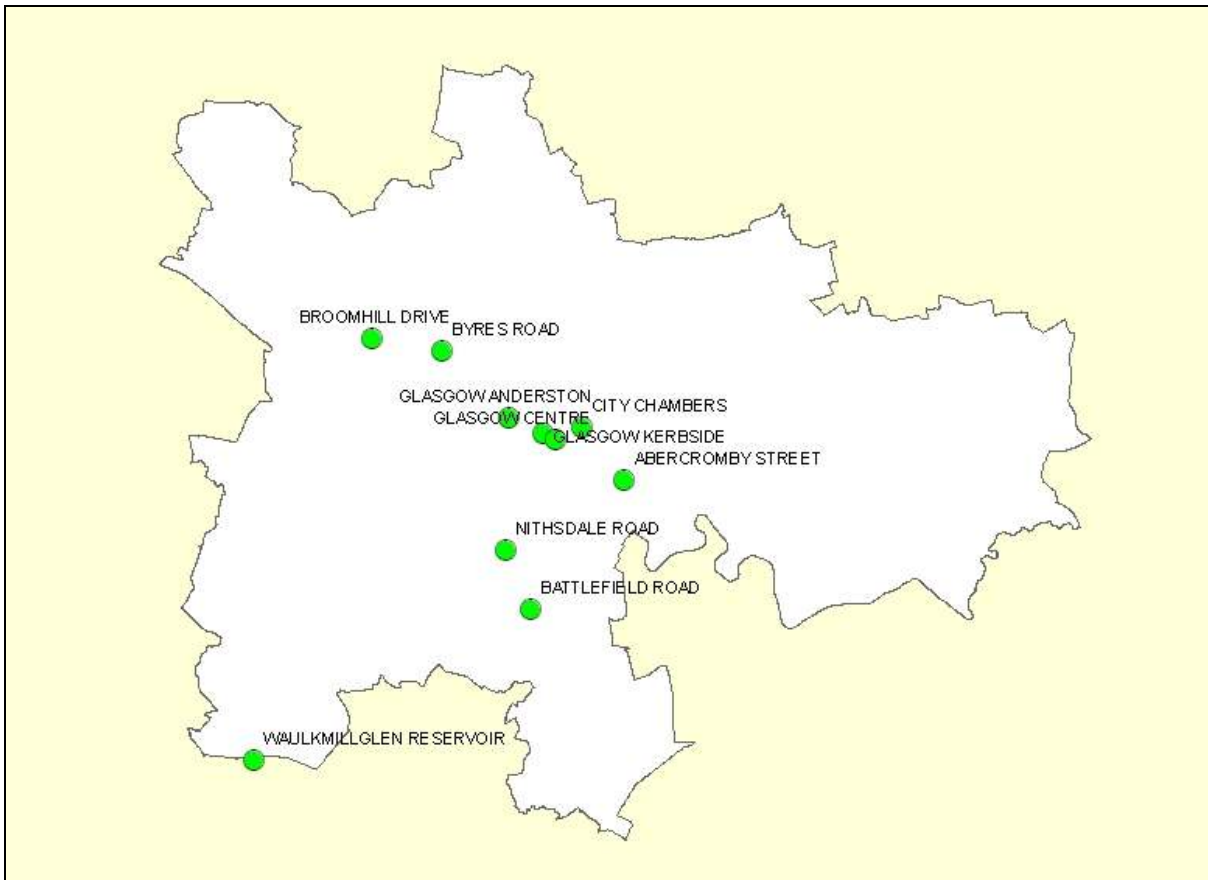 BROOMHILL DRIVE
BYRES ROAD
GLASGOW ANDERSTON
CITY CHAMBERS
GLASGOW CENTRE
GLASGOW KERBSIDE
ABERCROMBY STREET
NITHSDALE ROAD
BATTLEFIELD ROAD
WAULKMILLGLEN RESERVOIR